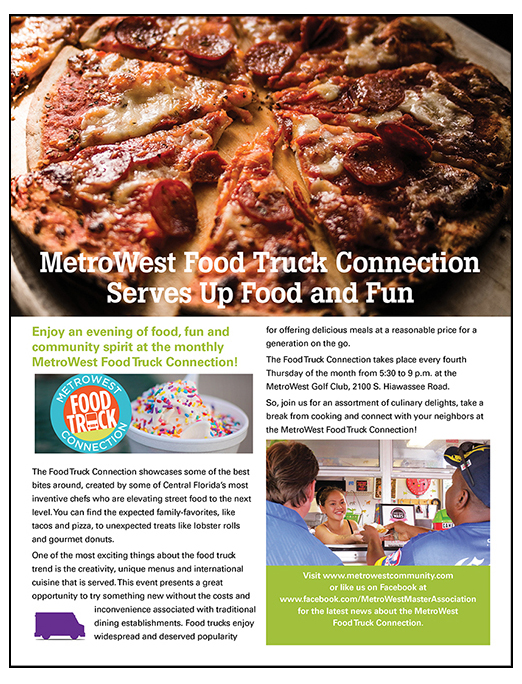 MetroWest Food Truck Connection
Serves Up Food and Fun
Enjoy an evening of food, fun and
community spirit at the monthly
MetroWest Food Truck Connection!
METROWEST
FOOD
TRUCK
CONNECTION
The Food Truck Connection showcases some of the best
bites around, created by some of Central Florida's most
inventive chefs who are elevating street food to the next
level. You can find the expected family-favorites, like
tacos and pizza, to unexpected treats like lobster rolls
and gourmet donuts.
One of the most exciting things about the food truck
trend is the creativity, unique menus and international
cuisine that is served. This event presents a great
opportunity to try something new without the costs and
inconvenience associated with traditional
dining establishments. Food trucks enjoy
widespread and deserved popularity
for offering delicious meals at a reasonable price for a
generation on the go.
The Food Truck Connection takes place every fourth
Thursday of the month from 5:30 to 9 p.m. at the
MetroWest Golf Club, 2100 S. Hiawassee Road.
So, join us for an assortment of culinary delights, take a
break from cooking and connect with your neighbors at
the MetroWest Food Truck Connection!
Visit www.metrowestcommunity.com
or like us on Facebook at
www.facebook.com/MetroWestMasterAssociation
for the latest news about the MetroWest
Food Truck Connection.